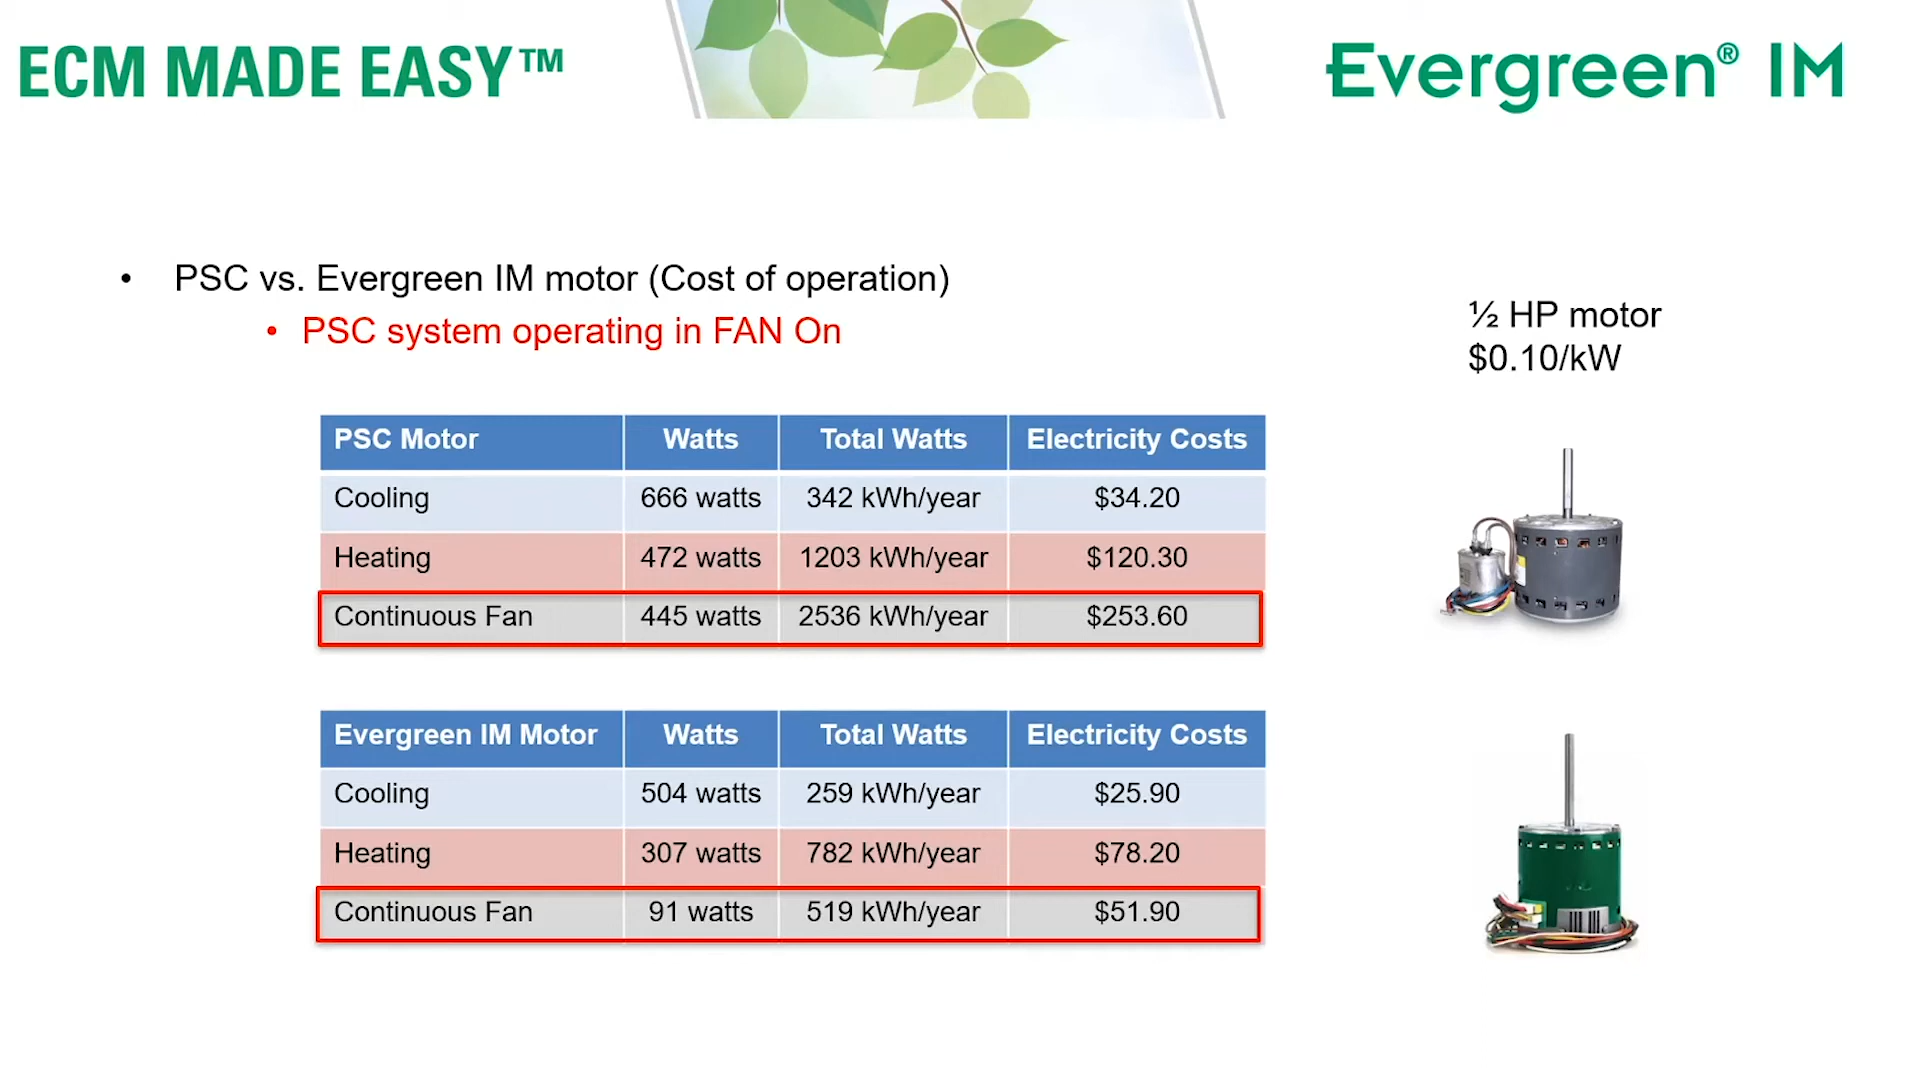 ECM MADE EASY™
Evergreen® IM
• PSC vs. Evergreen IM motor (Cost of operation)
• PSC system operating in FAN On
½ HP motor
$0.10/kW
PSC Motor Watts Total Watts Electricity Costs
Cooling 666 watts 342 kWh/year $34.20
Heating 472 watts 1203 kWh/year $120.30
Continuous Fan 445 watts 2536 kWh/year $253.60
Evergreen IM Motor Watts Total Watts Electricity Costs
Cooling 504 watts 259 kWh/year $25.90
Heating 307 watts 782 kWh/year $78.20
Continuous Fan 91 watts 519 kWh/year $51.90